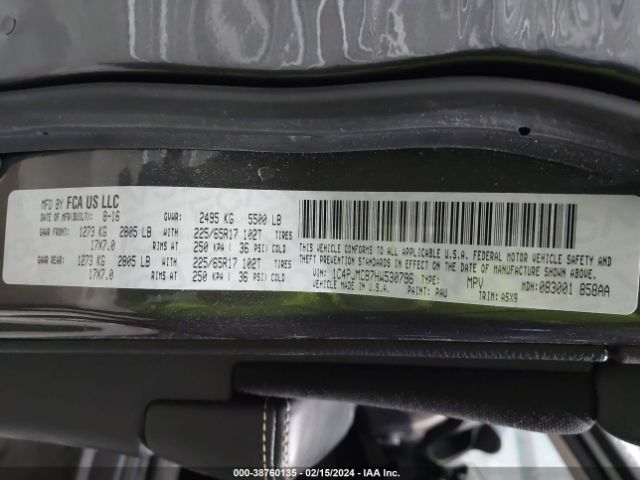 MFD BY FCA US LLC
DATE OF MFR(BUILT): 8-16 GVWR: 2495 KG 5500 LB
GAWR FRONT: 1273 KG 2805 LB WITH 225/65R17 102T TIRES
17X7.0 RIMS AT 250 KPA ( 36 PSI) COLD
GAWR REAR: 1273 KG 2805 LB WITH 225/65R17 102T TIRES
17X7.0 RIMS AT 250 KPA ( 36 PSI) COLD
THIS VEHICLE CONFORMS TO ALL APPLICABLE U.S.A. FEDERAL MOTOR VEHICLE SAFETY AND
THEFT PREVENTION STANDARDS IN EFFECT ON THE DATE OF MANUFACTURE SHOWN ABOVE.
VIN: 1C4PJMCB7HW530796 TYPE: MPV MDH: 083001 858AA
VEHICLE MADE IN U.S.A. PAINT: PAU TRIM: A5X9
000-38760135 - 02/15/2024 - IAA Inc.